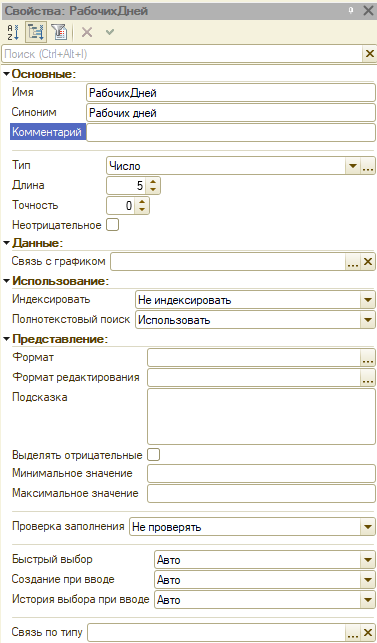 Свойства: РабочихДней
Поиск (Ctrl+Alt+I)
Основные:
Имя РабочихДней
Синоним Рабочих дней
Комментарий
Тип Число
Длина 5
Точность 0
Неотрицательное
Данные:
Связь с графиком
Использование:
Индексировать Не индексировать
Полнотекстовый поиск Использовать
Представление:
Формат
Формат редактирования
Подсказка
Выделять отрицательные
Минимальное значение
Максимальное значение
Проверка заполнения Не проверять
Быстрый выбор Авто
Создание при вводе Авто
История выбора при вводе Авто
Связь по типу